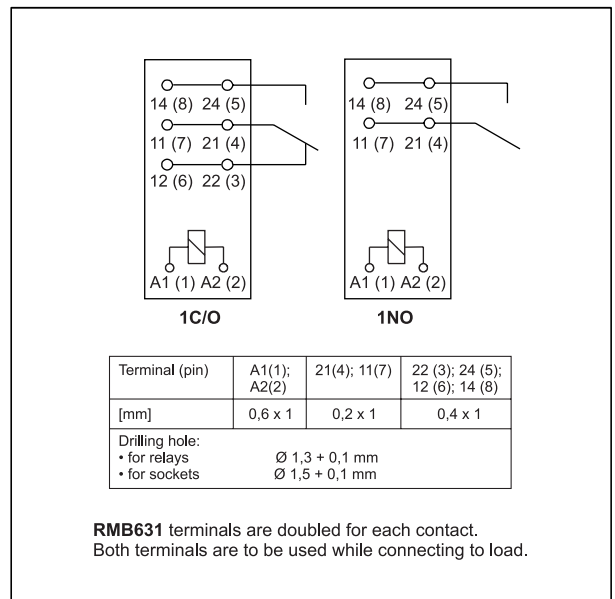 14 (8) 24 (5)
11 (7) 21 (4)
12 (6) 22 (3)
A1 (1) A2 (2)
1C/O
14 (8) 24 (5)
11 (7) 21 (4)
A1 (1) A2 (2)
1NO
Terminal (pin) A1(1); 21(4); 11(7) 22 (3); 24 (5);
A2(2) 12 (6); 14 (8)
[mm] 0,6 x 1 0,2 x 1 0,4 x 1
Drilling hole:
• for relays Ø 1,3 + 0,1 mm
• for sockets Ø 1,5 + 0,1 mm
RMB631 terminals are doubled for each contact.
Both terminals are to be used while connecting to load.